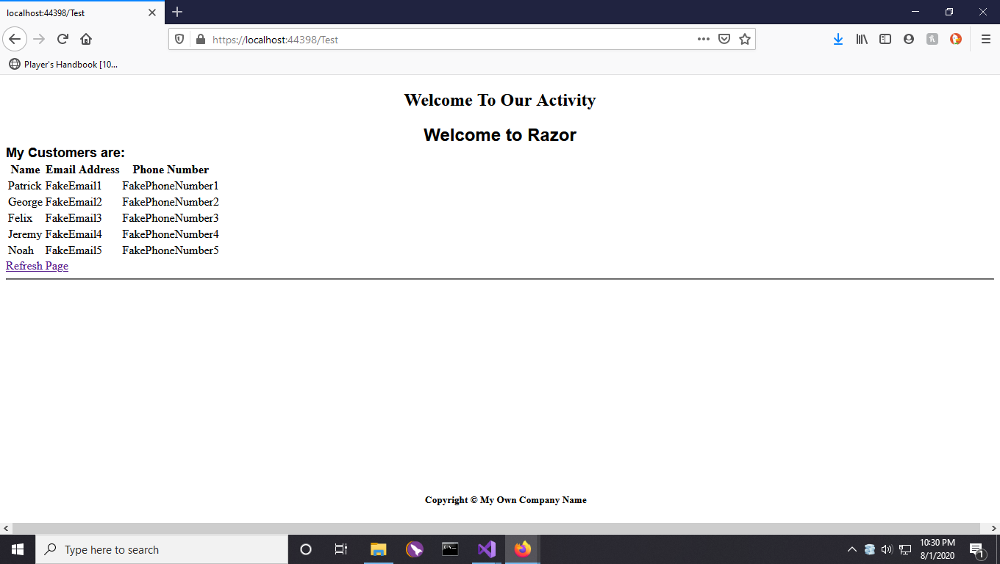 localhost:44398/Test
https://localhost:44398/Test
Player's Handbook [10...
Welcome To Our Activity
Welcome to Razor
My Customers are:
Name Email Address Phone Number
Patrick FakeEmail1 FakePhoneNumber1
George FakeEmail2 FakePhoneNumber2
Felix FakeEmail3 FakePhoneNumber3
Jeremy FakeEmail4 FakePhoneNumber4
Noah FakeEmail5 FakePhoneNumber5
Refresh Page
Copyright © My Own Company Name
Type here to search
10:30 PM
8/1/2020
1